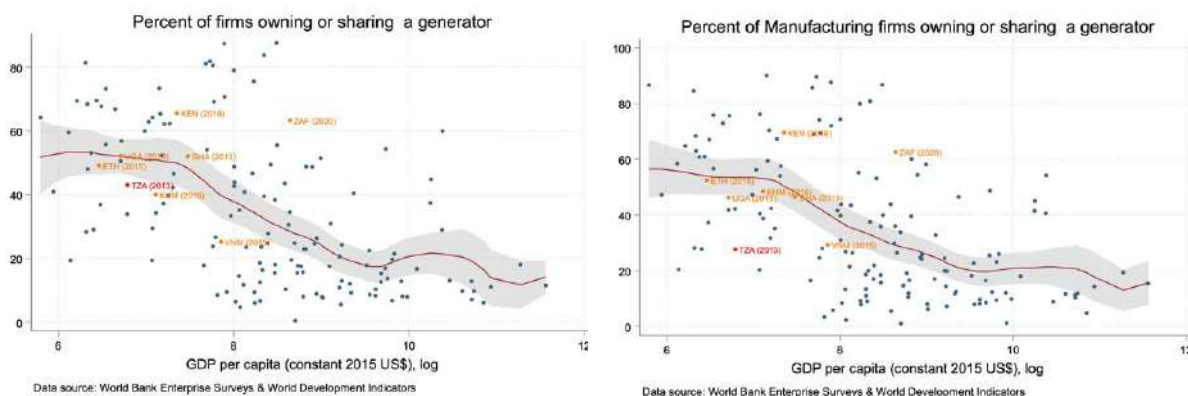 Percent of firms owning or sharing a generator
80
60
40
20
0
KEN (2018)
ZAF (2020)
GHA (2013)
ETH (2015)
TZA (2013)
VNM (2015)
6
8
10
12
GDP per capita (constant 2015 US$), log
Data source: World Bank Enterprise Surveys & World Development Indicators
Percent of Manufacturing firms owning or sharing a generator
100
80
60
40
20
0
ZAF (2020)
UGA (2013)
TZA (2013)
VNM (2015)
6
8
10
12
GDP per capita (constant 2015 US$), log
Data source: World Bank Enterprise Surveys & World Development Indicators